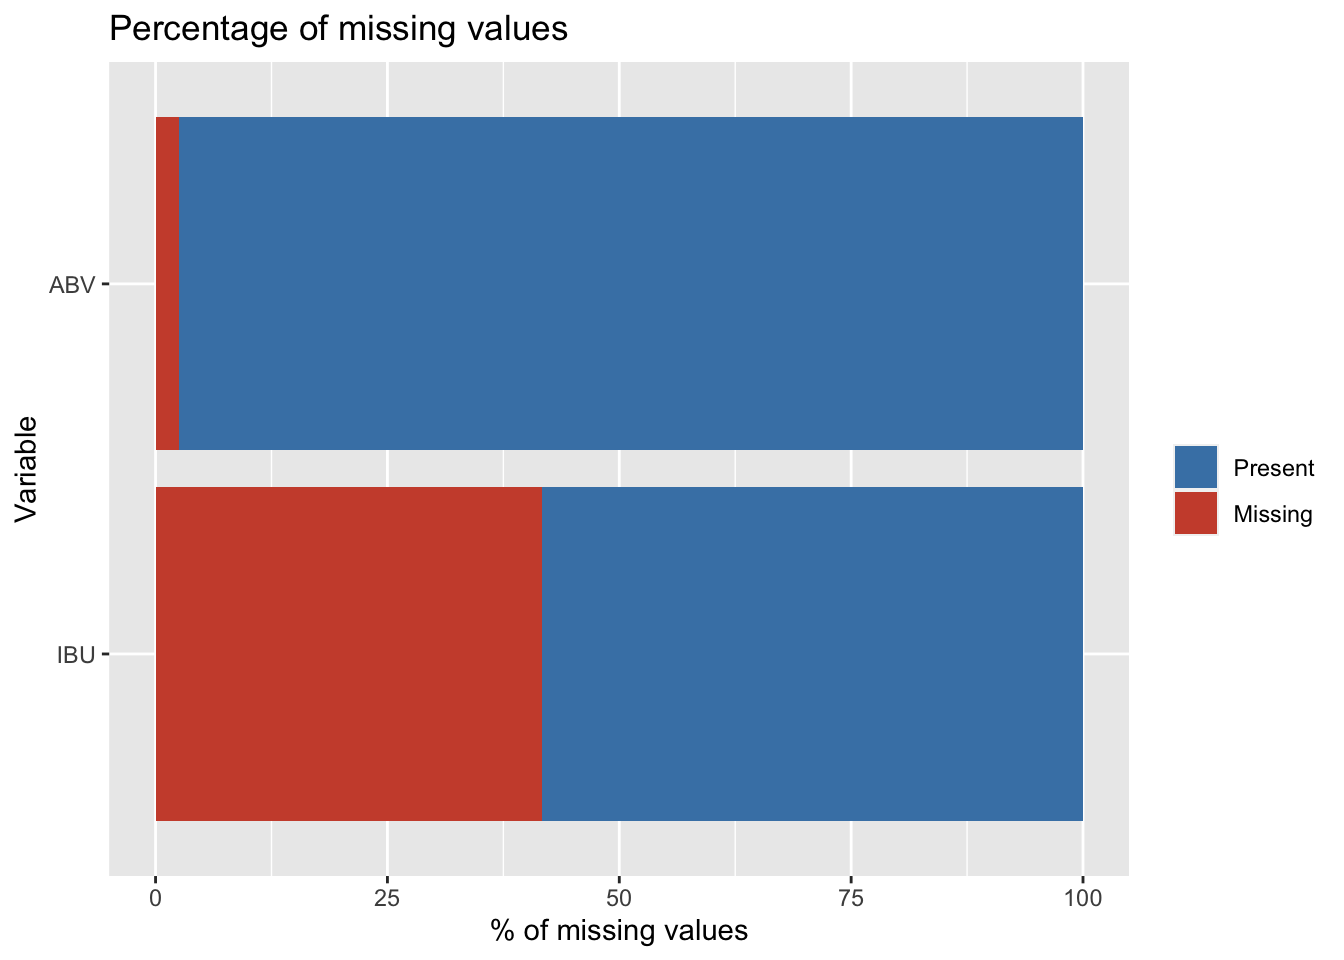 Percentage of missing values
Variable
ABV
IBU
0 25 50 75 100
% of missing values
Present
Missing